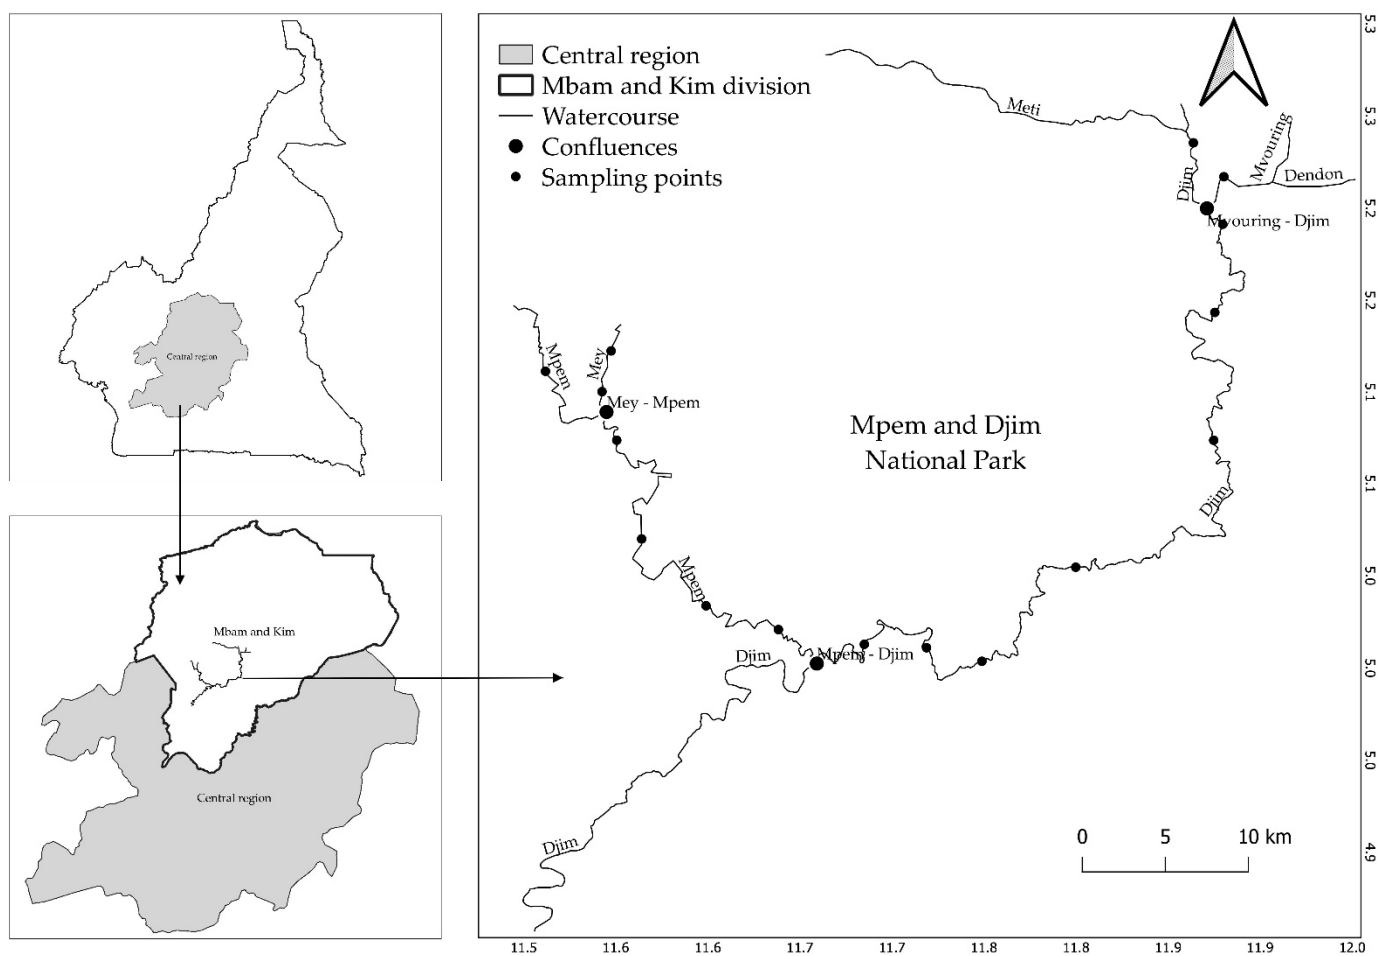 Central region
Mbam and Kim
Central region
Central region
Mbam and Kim division
Watercourse
Confluences
Sampling points
Meti
Mvouring
Djim
Dendon
Mvouring - Djim
Mpem
Mey
Mey - Mpem
Mpem and Djim
National Park
Djim
Mpem
Djim
Mpem - Djim
Djim
0 5 10 km
5.3
5.3
5.2
5.2
5.1
5.1
5.0
5.0
5.0
4.9
11.5 11.6 11.6 11.7 11.7 11.8 11.8 11.9 11.9 12.0